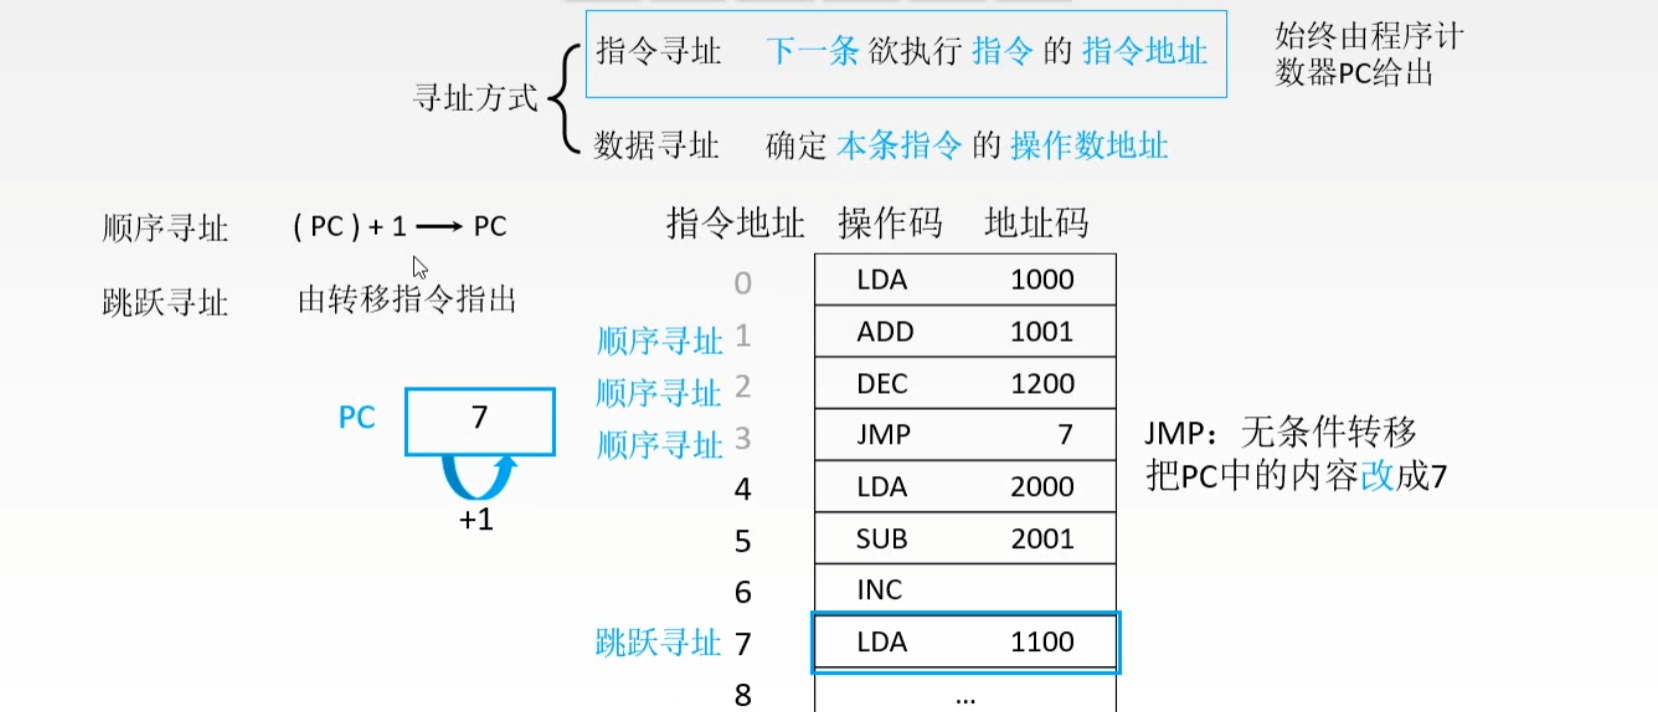 指令寻址 下一条 欲执行 指令 的 指令地址
始终由程序计
数器PC给出
寻址方式
数据寻址 确定 本条指令 的 操作数地址
顺序寻址 ( PC ) + 1 → PC
跳跃寻址 由转移指令指出
PC 7
+1
指令地址 操作码 地址码
0 LDA 1000
顺序寻址 1 ADD 1001
顺序寻址 2 DEC 1200
顺序寻址 3 JMP 7
4 LDA 2000
5 SUB 2001
6 INC
跳跃寻址 7 LDA 1100
8 ...
JMP：无条件转移
把PC中的内容改成7